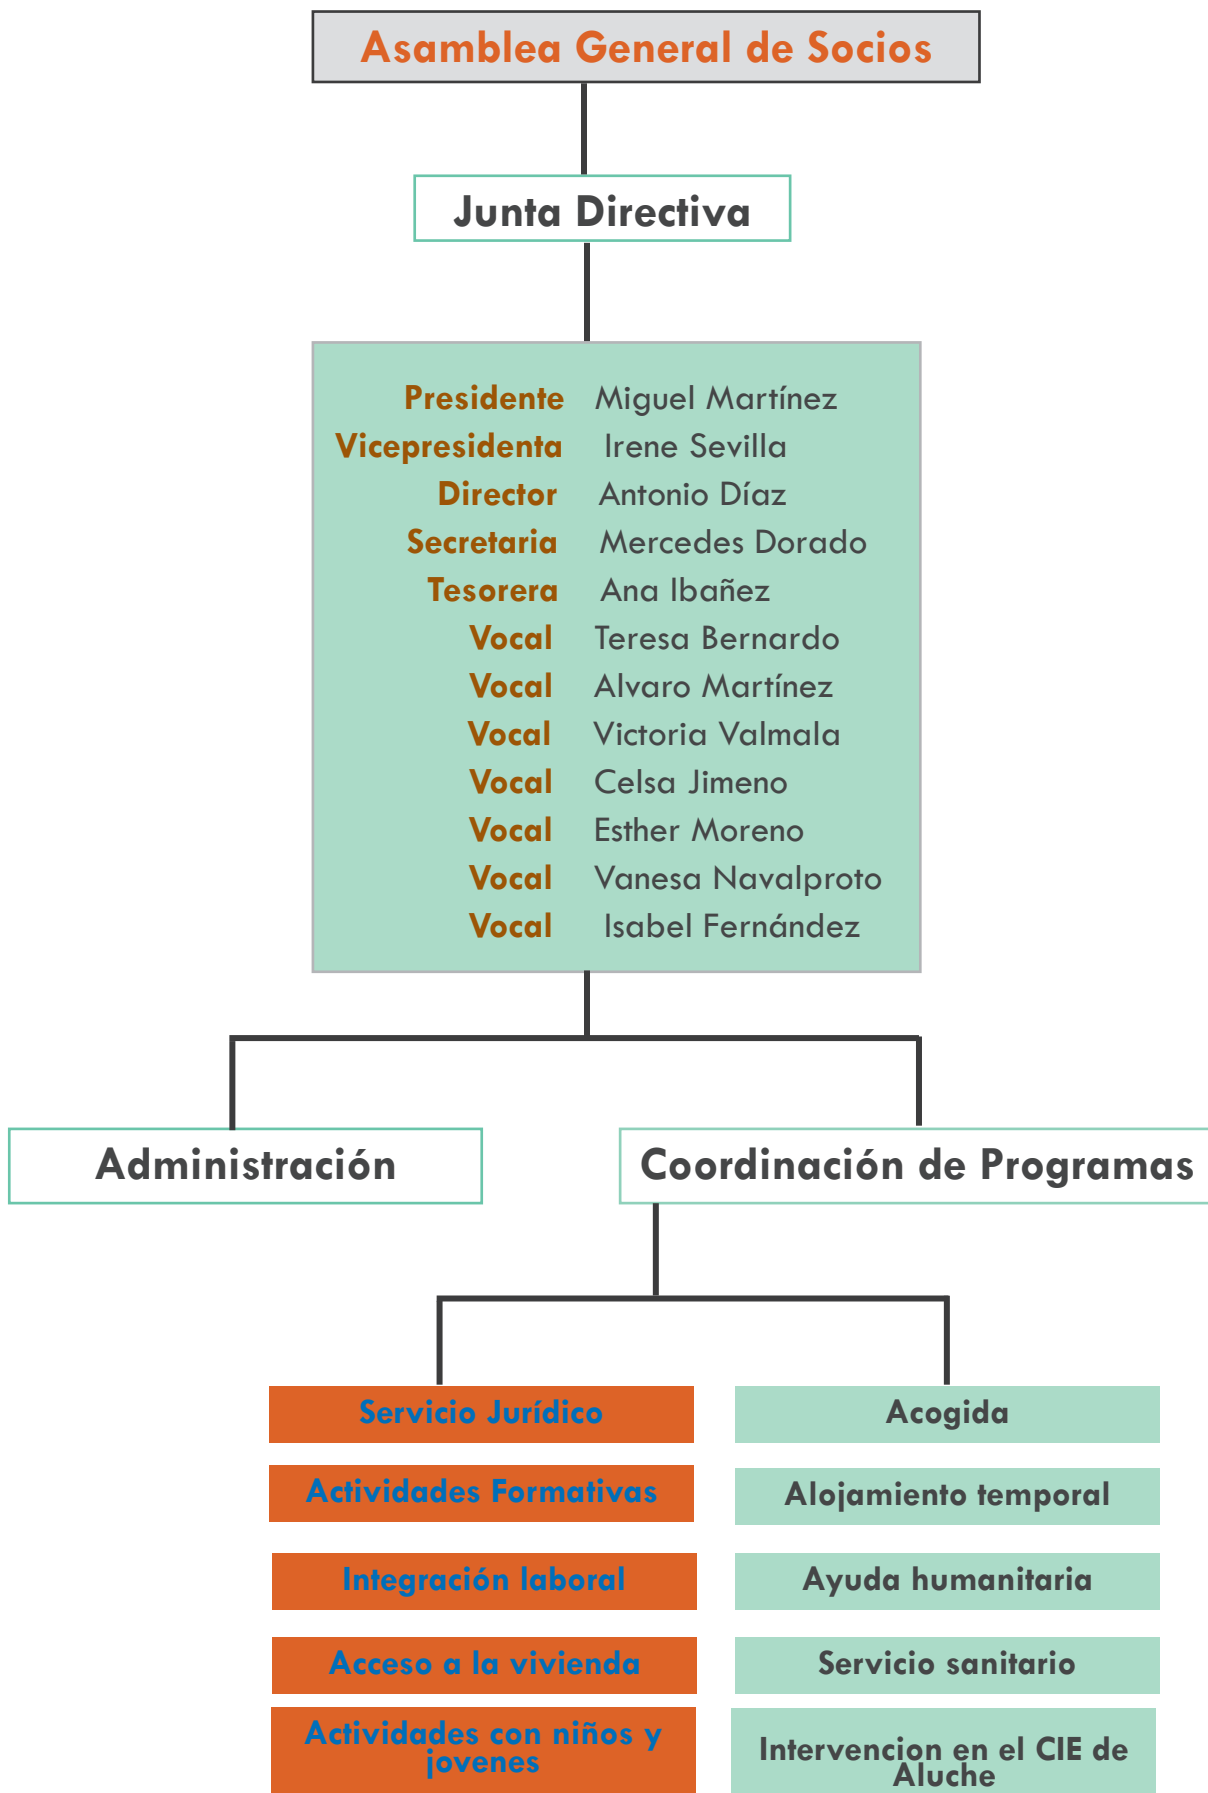 Asamblea General de Socios
Junta Directiva
Presidente Miguel Martínez
Vicepresidenta Irene Sevilla
Director Antonio Díaz
Secretaria Mercedes Dorado
Tesorera Ana Ibañez
Vocal Teresa Bernardo
Vocal Alvaro Martínez
Vocal Victoria Valmala
Vocal Celsa Jimeno
Vocal Esther Moreno
Vocal Vanesa Navalproto
Vocal Isabel Fernández
Administración
Coordinación de Programas
Servicio Jurídico
Actividades Formativas
Integración laboral
Acceso a la vivienda
Actividades con niños y
jovenes
Acogida
Alojamiento temporal
Ayuda humanitaria
Servicio sanitario
Intervencion en el CIE de
Aluche